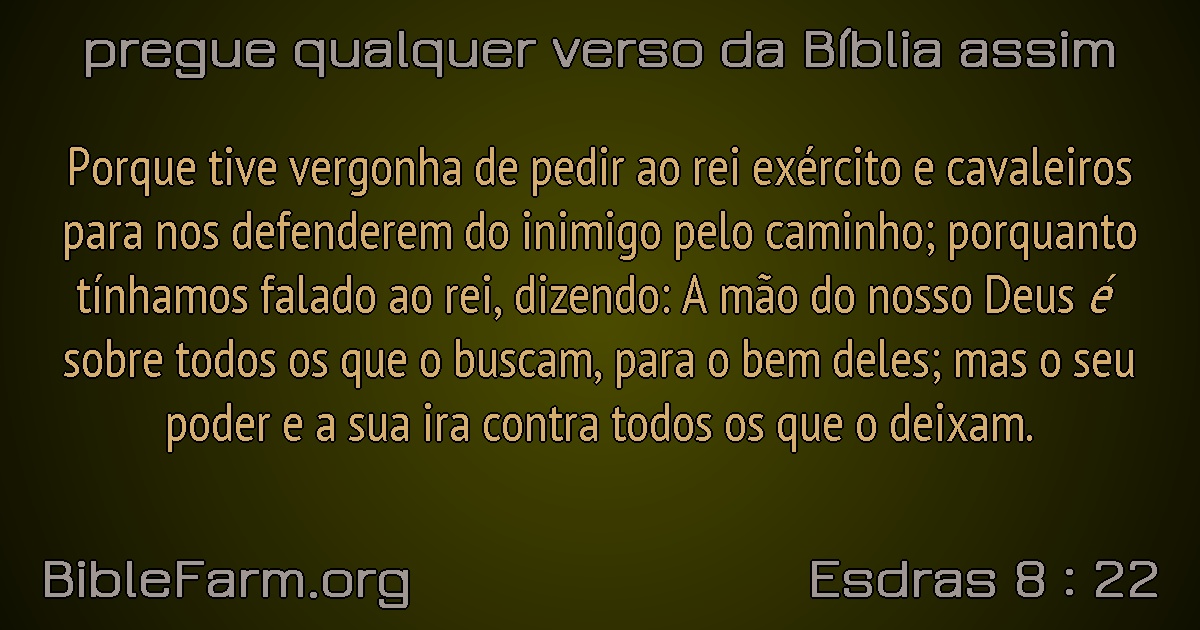 pregue qualquer verso da Bíblia assim
Porque tive vergonha de pedir ao rei exército e cavaleiros
para nos defenderem do inimigo pelo caminho; porquanto
tínhamos falado ao rei, dizendo: A mão do nosso Deus é
sobre todos os que o buscam, para o bem deles; mas o seu
poder e a sua ira contra todos os que o deixam.
BibleFarm.org
Esdras 8 : 22